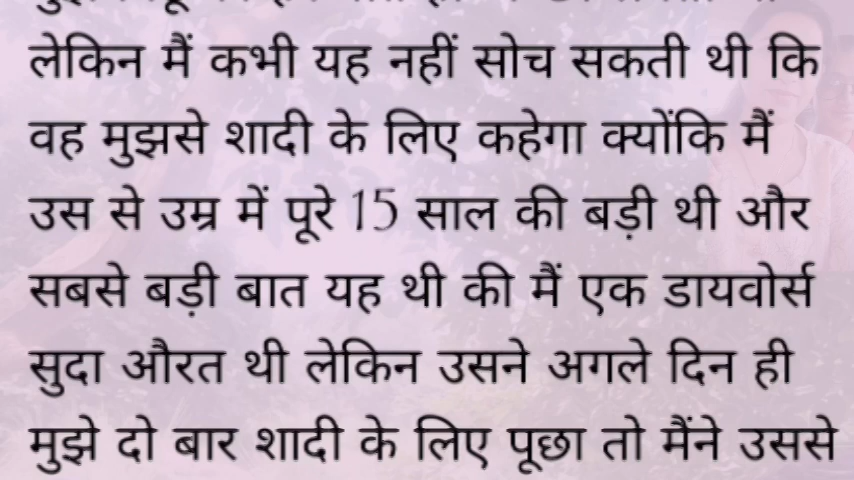 लेकिन मैं कभी यह नहीं सोच सकती थी कि
वह मुझसे शादी के लिए कहेगा क्योंकि मैं
उस से उम्र में पूरे 15 साल की बड़ी थी और
सबसे बड़ी बात यह थी की मैं एक डायवोर्स
सुदा औरत थी लेकिन उसने अगले दिन ही
मुझे दो बार शादी के लिए पूछा तो मैंने उससे